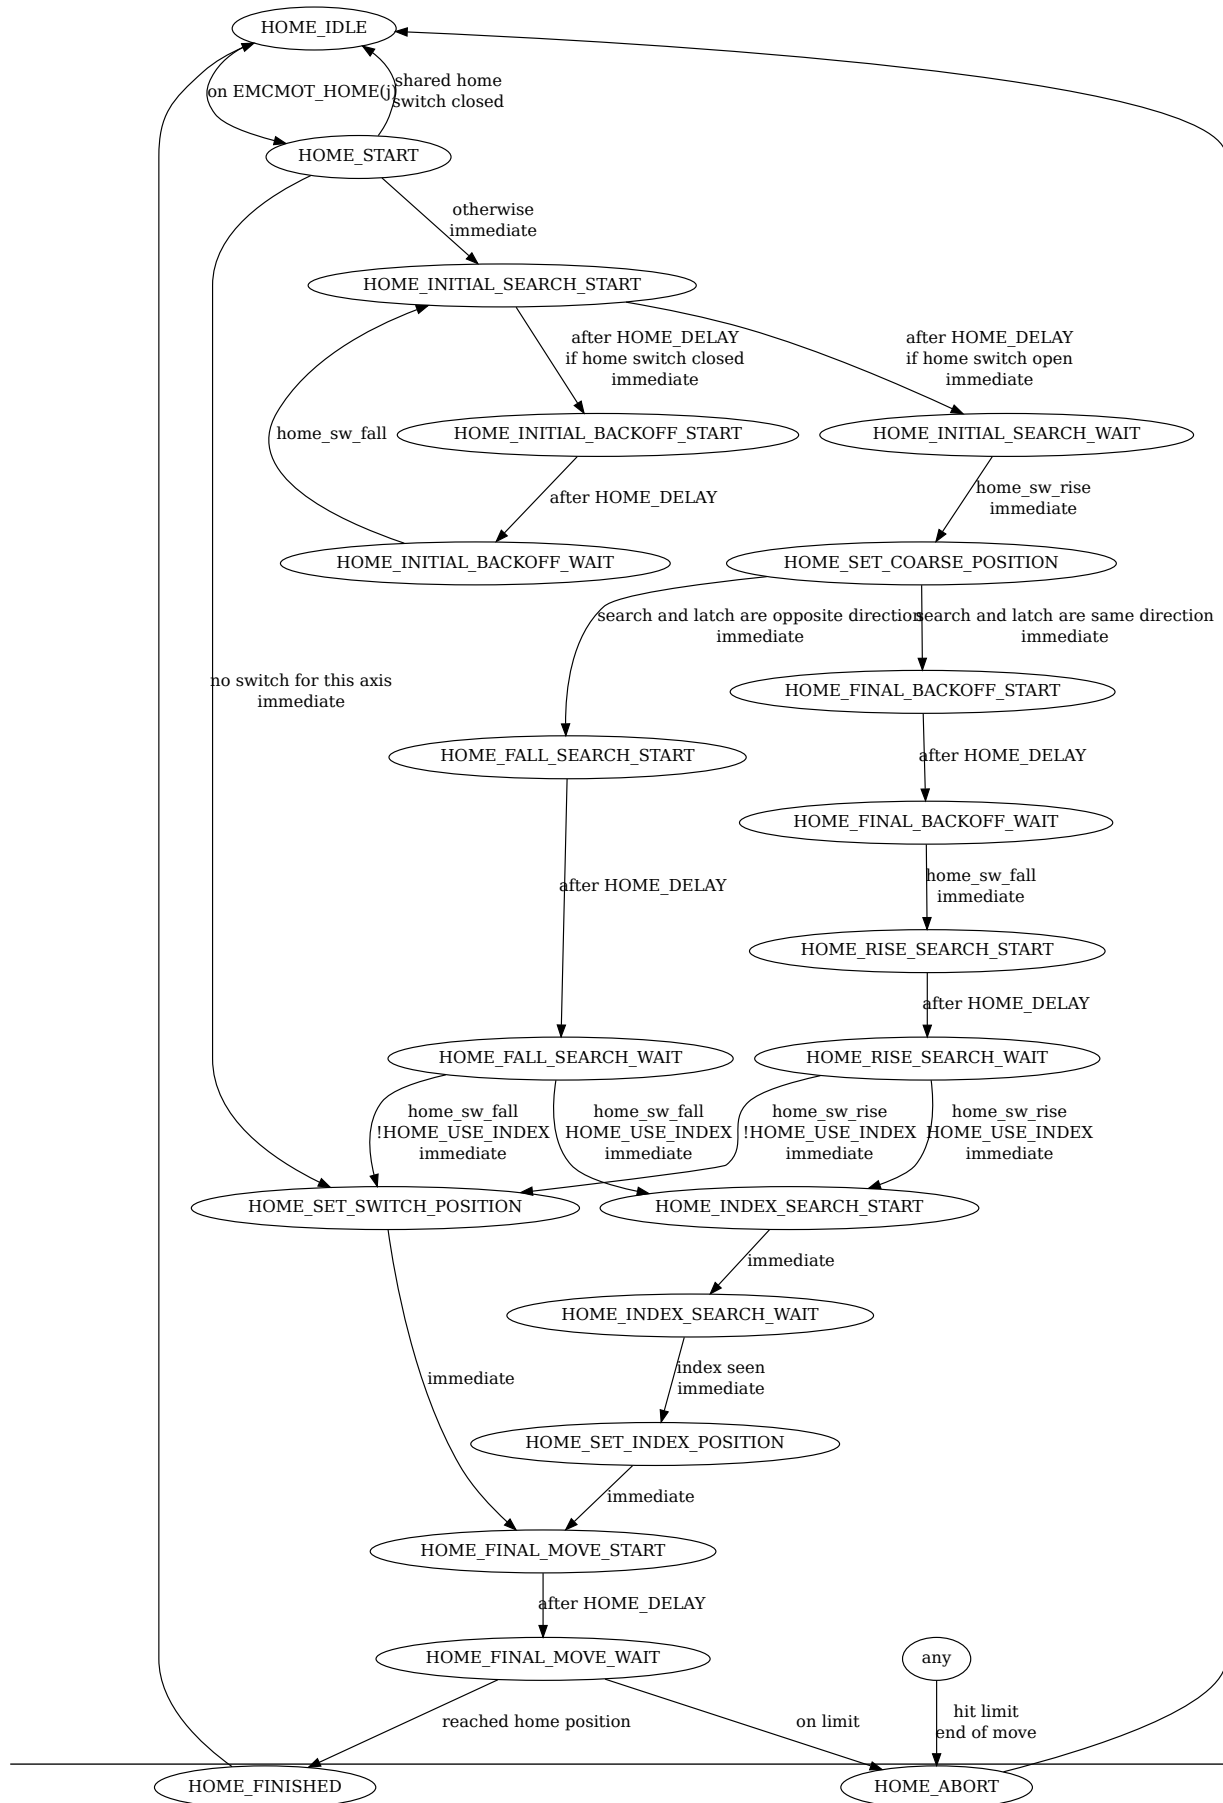 HOME_IDLE
on EMCMOT_HOME(j)
shared home
switch closed
HOME_START
otherwise
immediate
HOME_INITIAL_SEARCH_START
after HOME_DELAY
if home switch closed
immediate
after HOME_DELAY
if home switch open
immediate
home_sw_fall
HOME_INITIAL_BACKOFF_START
HOME_INITIAL_SEARCH_WAIT
after HOME_DELAY
home_sw_rise
immediate
HOME_INITIAL_BACKOFF_WAIT
HOME_SET_COARSE_POSITION
search and latch are opposite direction
immediate
search and latch are same direction
immediate
no switch for this axis
immediate
HOME_FINAL_BACKOFF_START
HOME_FALL_SEARCH_START
after HOME_DELAY
HOME_FINAL_BACKOFF_WAIT
after HOME_DELAY
home_sw_fall
immediate
HOME_RISE_SEARCH_START
after HOME_DELAY
HOME_FALL_SEARCH_WAIT
HOME_RISE_SEARCH_WAIT
home_sw_fall
!HOME_USE_INDEX
immediate
home_sw_fall
HOME_USE_INDEX
immediate
home_sw_rise
!HOME_USE_INDEX
immediate
home_sw_rise
HOME_USE_INDEX
immediate
HOME_SET_SWITCH_POSITION
HOME_INDEX_SEARCH_START
immediate
HOME_INDEX_SEARCH_WAIT
immediate
index seen
immediate
HOME_SET_INDEX_POSITION
immediate
HOME_FINAL_MOVE_START
after HOME_DELAY
HOME_FINAL_MOVE_WAIT
any
reached home position
on limit
hit limit
end of move
HOME_FINISHED
HOME_ABORT